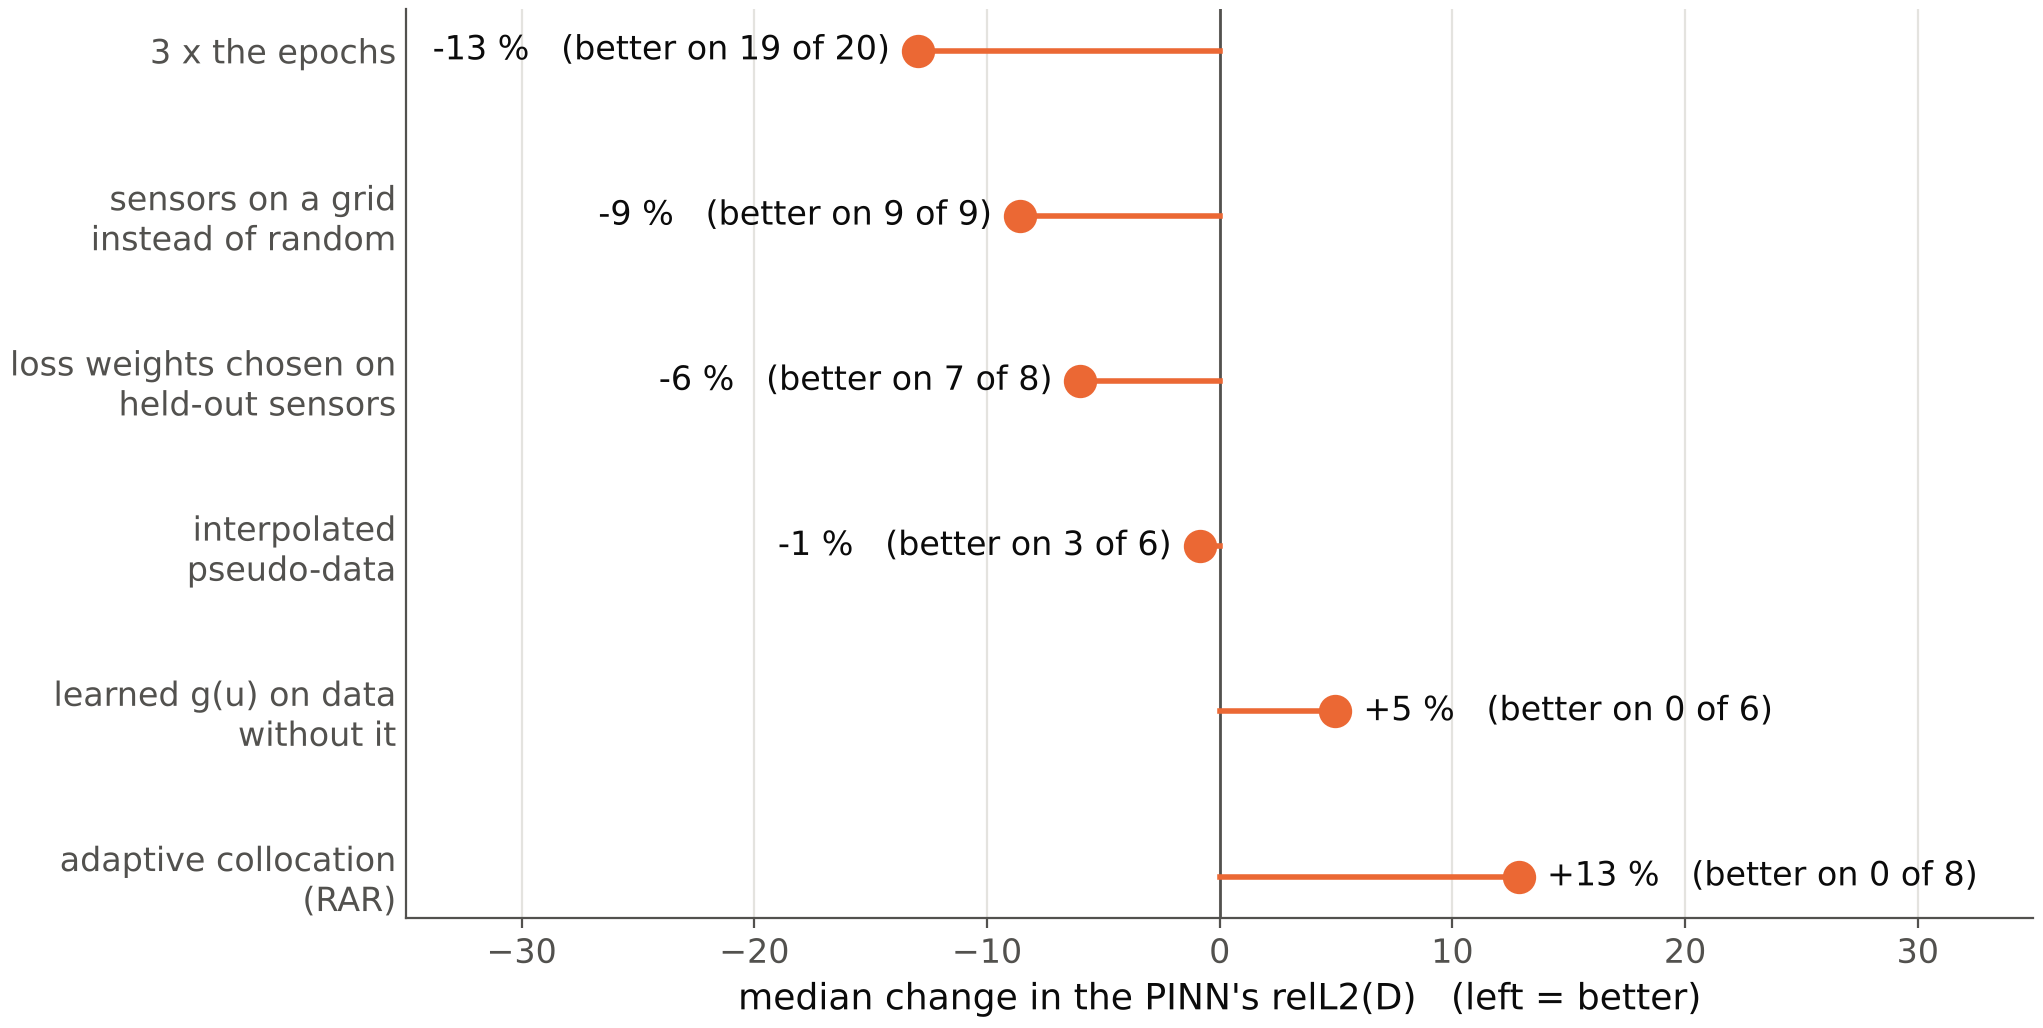 3 x the epochs
-13 % (better on 19 of 20)
sensors on a grid
instead of random
-9 % (better on 9 of 9)
loss weights chosen on
held-out sensors
-6 % (better on 7 of 8)
interpolated
pseudo-data
-1 % (better on 3 of 6)
learned g(u) on data
without it
+5 % (better on 0 of 6)
adaptive collocation
(RAR)
+13 % (better on 0 of 8)
−30 −20 −10 0 10 20 30
median change in the PINN's relL2(D) (left = better)